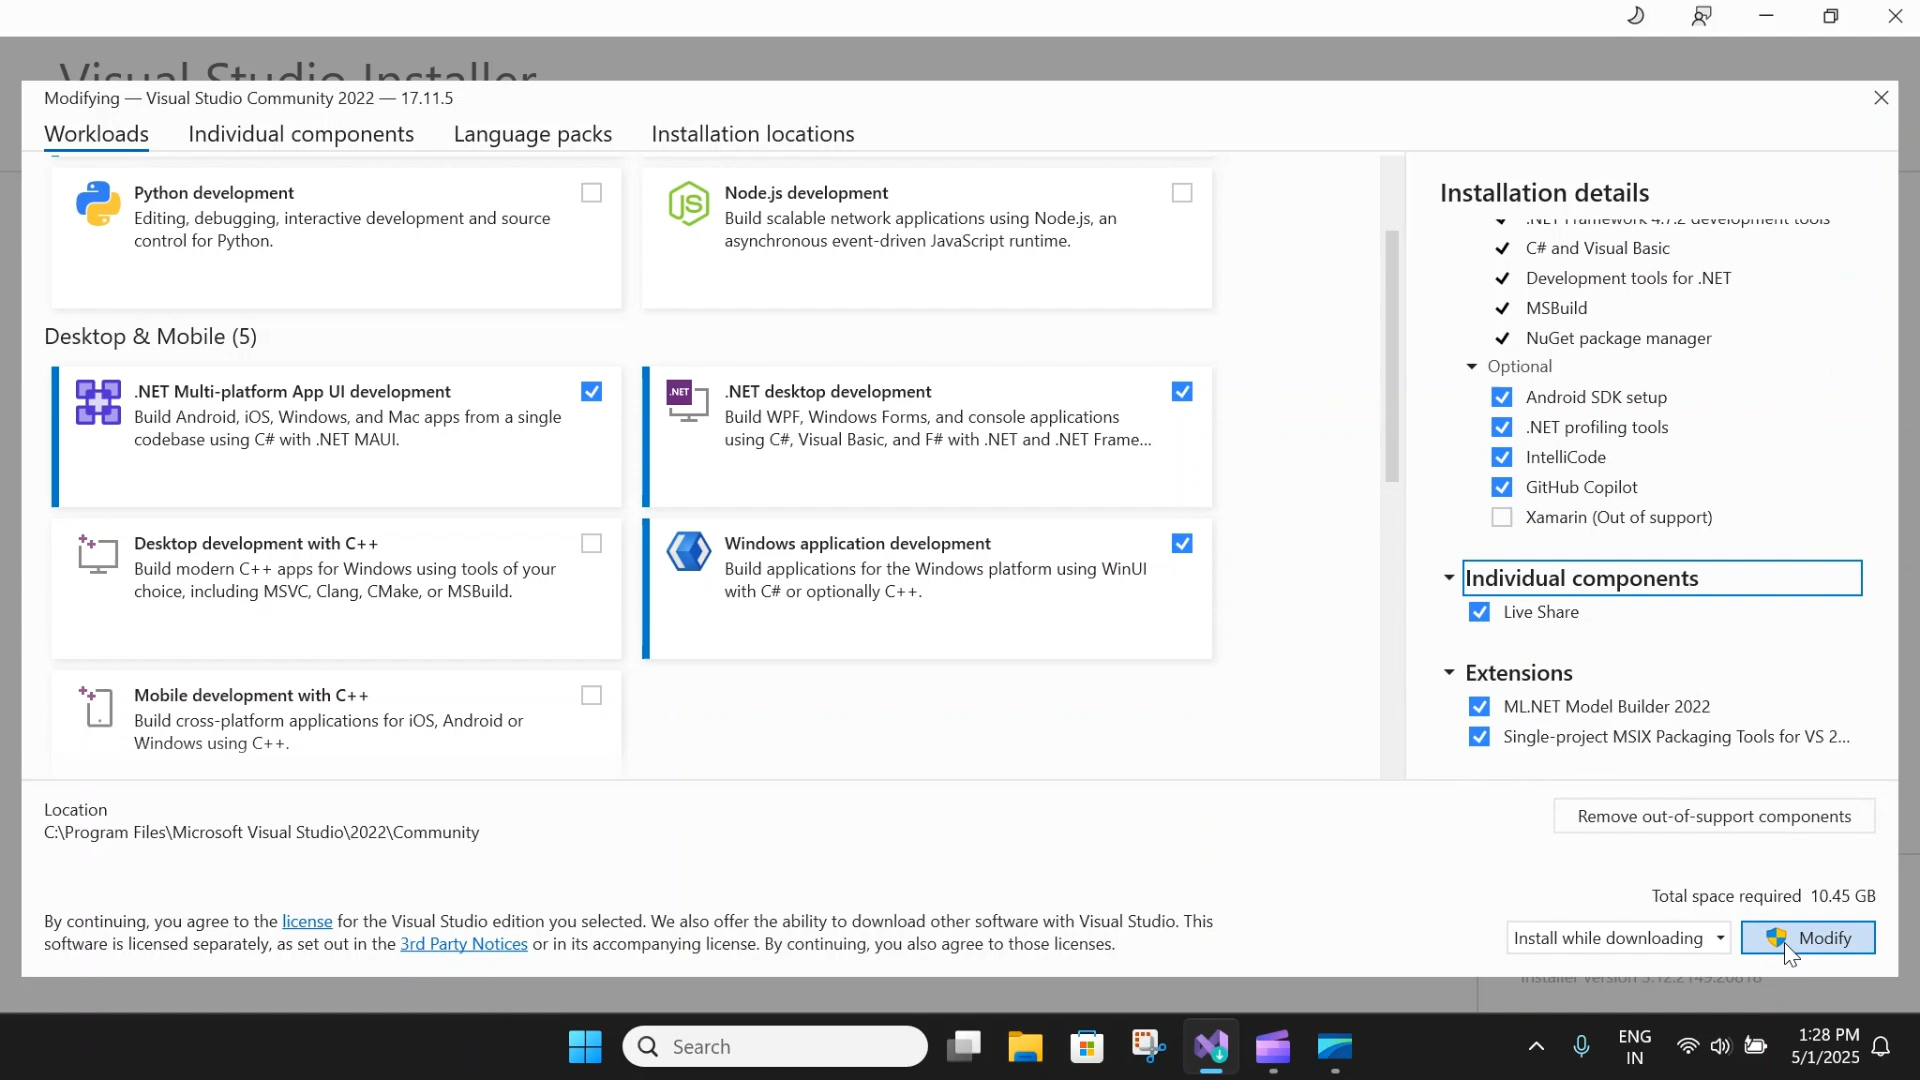 Visual Studio Installer
Modifying — Visual Studio Community 2022 — 17.11.5
Workloads
Individual components
Language packs
Installation locations
Python development
Editing, debugging, interactive development and source
control for Python.
JS
Node.js development
Build scalable network applications using Node.js, an
asynchronous event-driven JavaScript runtime.
Desktop & Mobile (5)
.NET Multi-platform App UI development
Build Android, iOS, Windows, and Mac apps from a single
codebase using C# with .NET MAUI.
.NET
.NET desktop development
Build WPF, Windows Forms, and console applications
using C#, Visual Basic, and F# with .NET and .NET Frame...
Desktop development with C++
Build modern C++ apps for Windows using tools of your
choice, including MSVC, Clang, CMake, or MSBuild.
Windows application development
Build applications for the Windows platform using WinUI
with C# or optionally C++.
Mobile development with C++
Build cross-platform applications for iOS, Android or
Windows using C++.
Installation details
.NET Framework 4.7.2 development tools
C# and Visual Basic
Development tools for .NET
MSBuild
NuGet package manager
Optional
Android SDK setup
.NET profiling tools
IntelliCode
GitHub Copilot
Xamarin (Out of support)
Individual components
Live Share
Extensions
ML.NET Model Builder 2022
Single-project MSIX Packaging Tools for VS 2...
Location
C:\Program Files\Microsoft Visual Studio\2022\Community
Remove out-of-support components
Total space required 10.45 GB
By continuing, you agree to the license for the Visual Studio edition you selected. We also offer the ability to download other software with Visual Studio. This
software is licensed separately, as set out in the 3rd Party Notices or in its accompanying license. By continuing, you also agree to those licenses.
Install while downloading
Modify
Search
ENG
IN
1:28 PM
5/1/2025